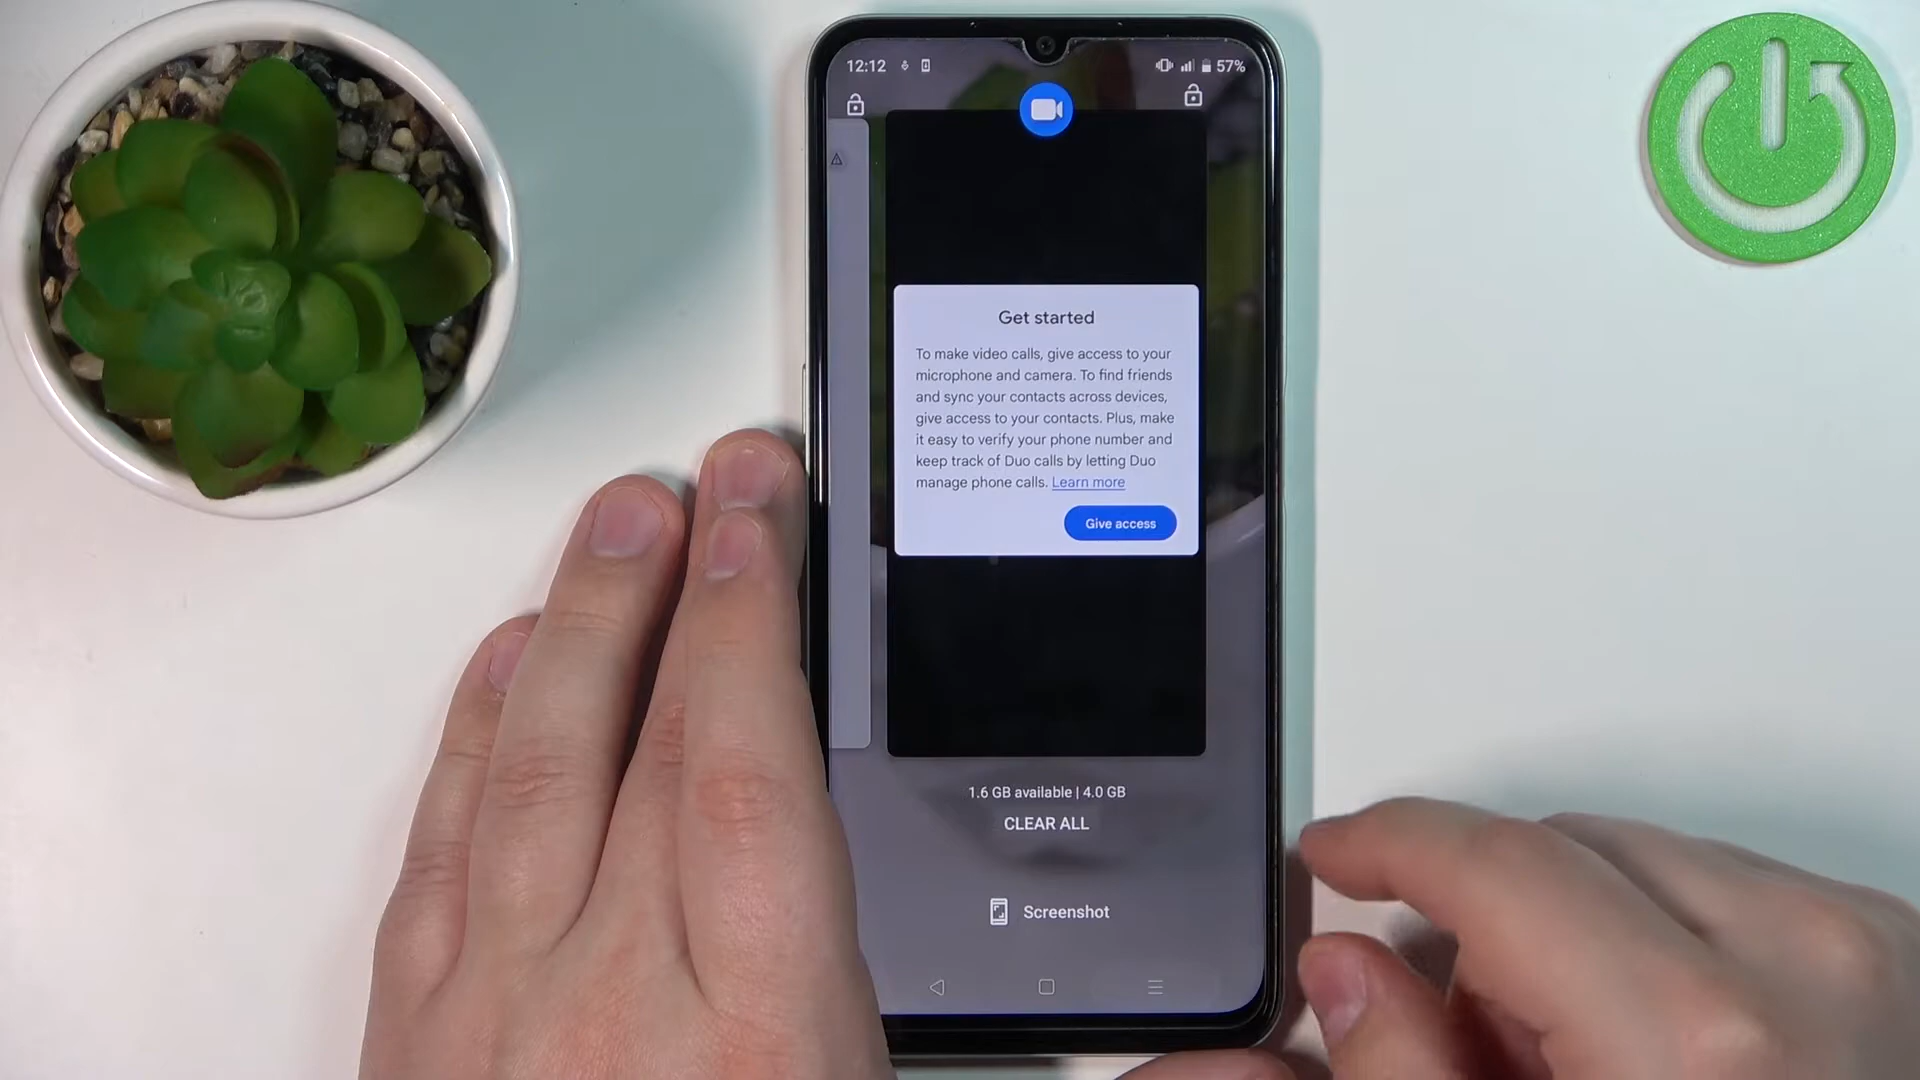 12:12
57%
Get started
To make video calls, give access to your
microphone and camera. To find friends
and sync your contacts across devices,
give access to your contacts. Plus, make
it easy to verify your phone number and
keep track of Duo calls by letting Duo
manage phone calls. Learn more
Give access
1.6 GB available | 4.0 GB
CLEAR ALL
Screenshot